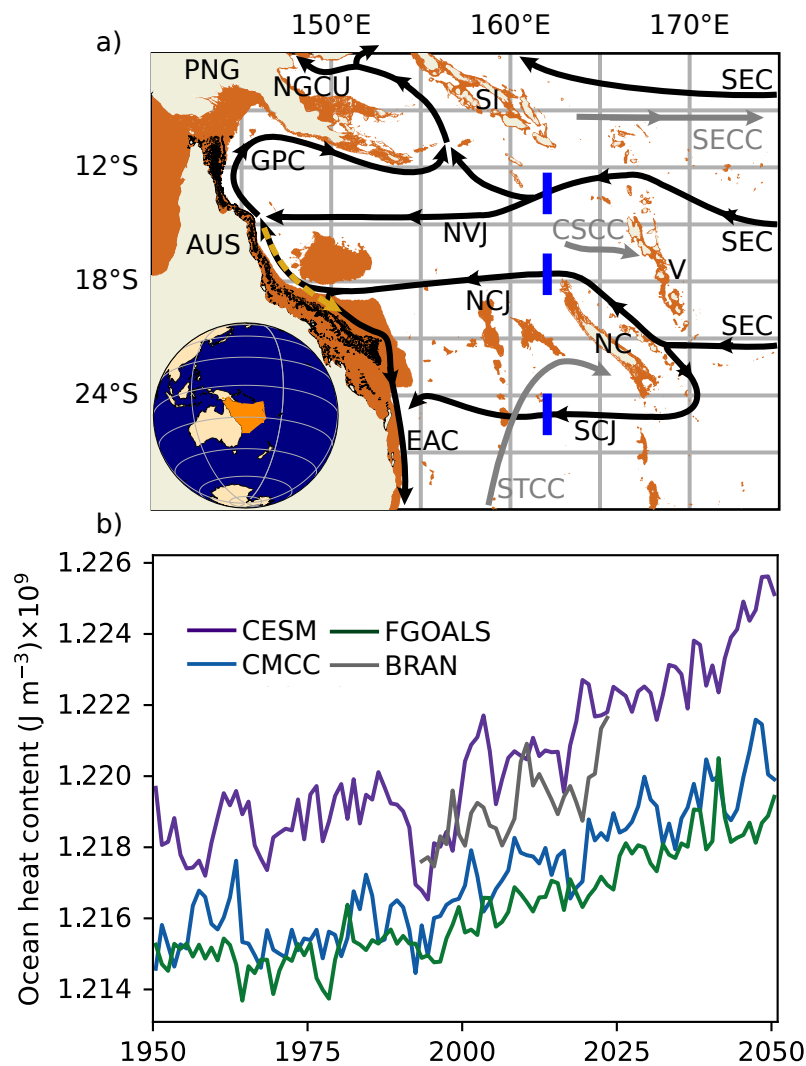 150°E 160°E 170°E
a)
PNG
NGCU
SI
SEC
SECC
12°S
GPC
AUS
NVJ
CSCC
SEC
V
18°S
NCJ
NC
SEC
24°S
EAC
SCJ
STCC
b)
Ocean heat content (J m⁻³)×10⁹
1.226
1.224
1.222
1.220
1.218
1.216
1.214
CESM FGOALS
CMCC BRAN
1950 1975 2000 2025 2050